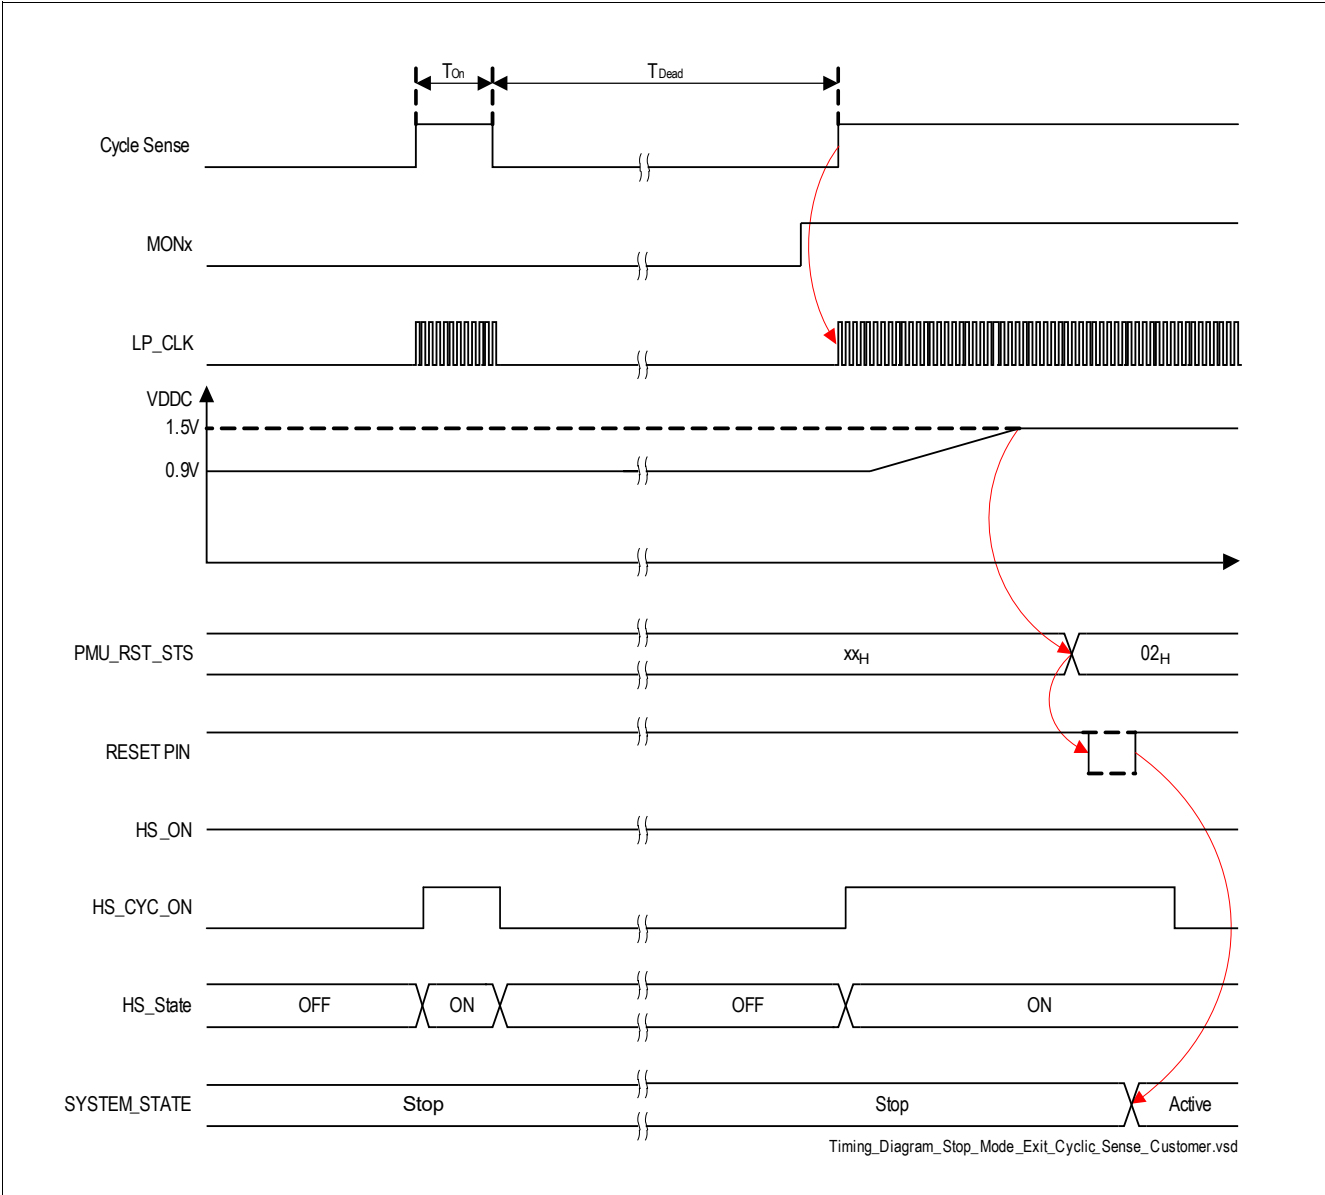 TOn TDead
Cycle Sense
MONx
LP_CLK
VDDC
1.5V
0.9V
PMU_RST_STS xxH 02H
RESET PIN
HS_ON
HS_CYC_ON
HS_State OFF ON OFF ON
SYSTEM_STATE Stop Stop Active
Timing_Diagram_Stop_Mode_Exit_Cyclic_Sense_Customer.vsd